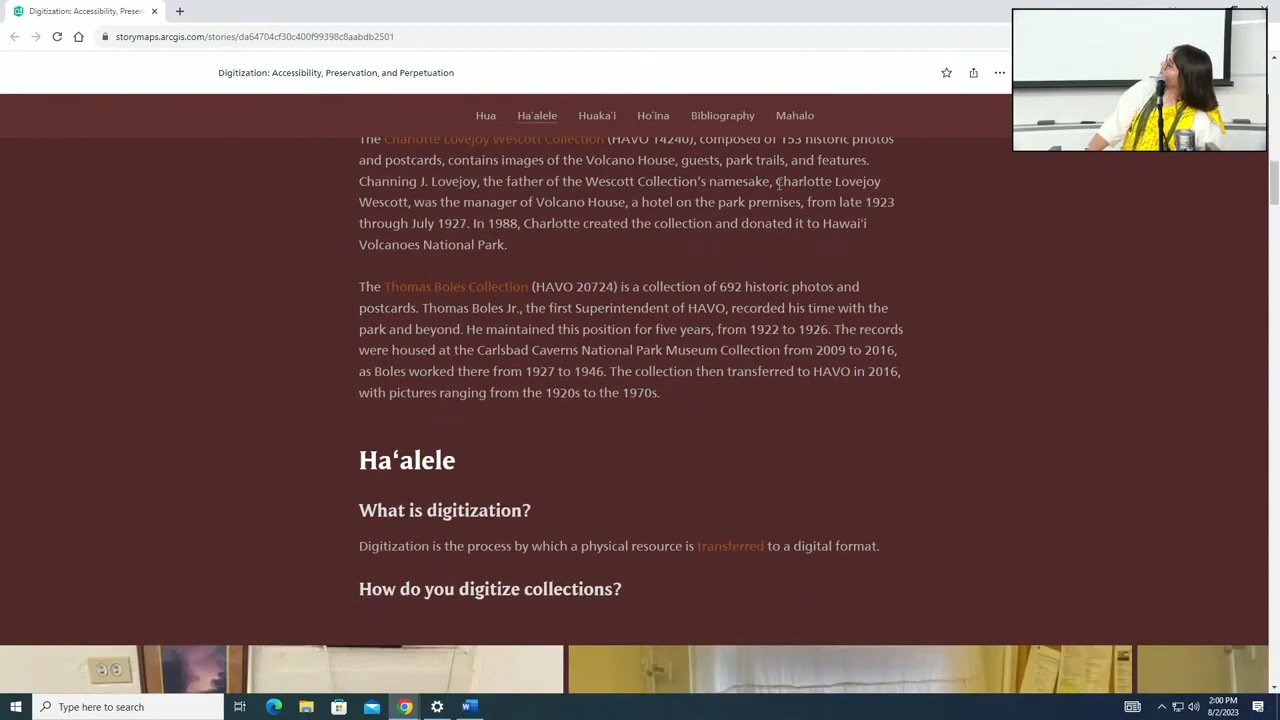 Digitization: Accessibility, Preser
storymaps.arcgis.com/stories/da64704cf30c400f99398c8aabdb2501
Digitization: Accessibility, Preservation, and Perpetuation
Hua Haʻalele Huakaʻi Hoʻina Bibliography Mahalo
The Charlotte Lovejoy Wescott Collection (HAVO 14240), composed of 153 historic photos
and postcards, contains images of the Volcano House, guests, park trails, and features.
Channing J. Lovejoy, the father of the Wescott Collection’s namesake, Charlotte Lovejoy
Wescott, was the manager of Volcano House, a hotel on the park premises, from late 1923
through July 1927. In 1988, Charlotte created the collection and donated it to Hawaiʻi
Volcanoes National Park.
The Thomas Boles Collection (HAVO 20724) is a collection of 692 historic photos and
postcards. Thomas Boles Jr., the first Superintendent of HAVO, recorded his time with the
park and beyond. He maintained this position for five years, from 1922 to 1926. The records
were housed at the Carlsbad Caverns National Park Museum Collection from 2009 to 2016,
as Boles worked there from 1927 to 1946. The collection then transferred to HAVO in 2016,
with pictures ranging from the 1920s to the 1970s.
Haʻalele
What is digitization?
Digitization is the process by which a physical resource is transferred to a digital format.
How do you digitize collections?
Type here to search
2:00 PM
8/2/2023